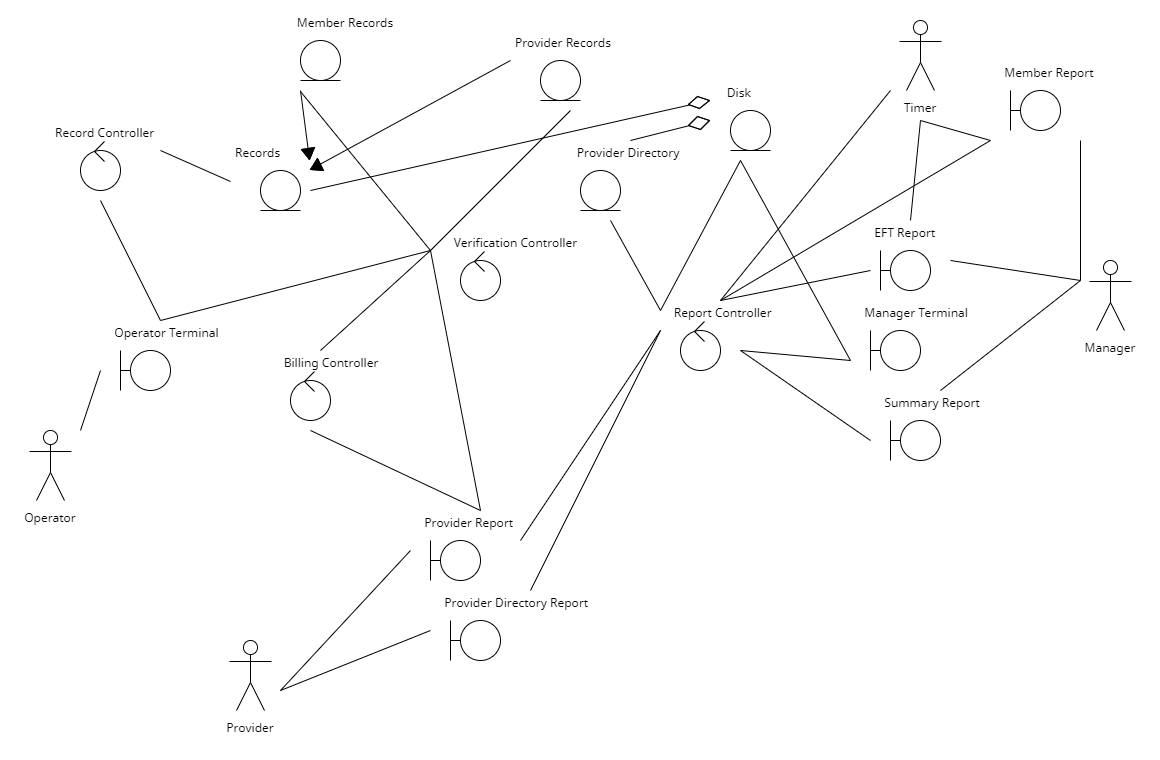 Member Records
Provider Records
Member Report
Disk
Timer
Record Controller
Records
Provider Directory
EFT Report
Verification Controller
Report Controller
Manager Terminal
Operator Terminal
Manager
Billing Controller
Summary Report
Operator
Provider Report
Provider Directory Report
Provider